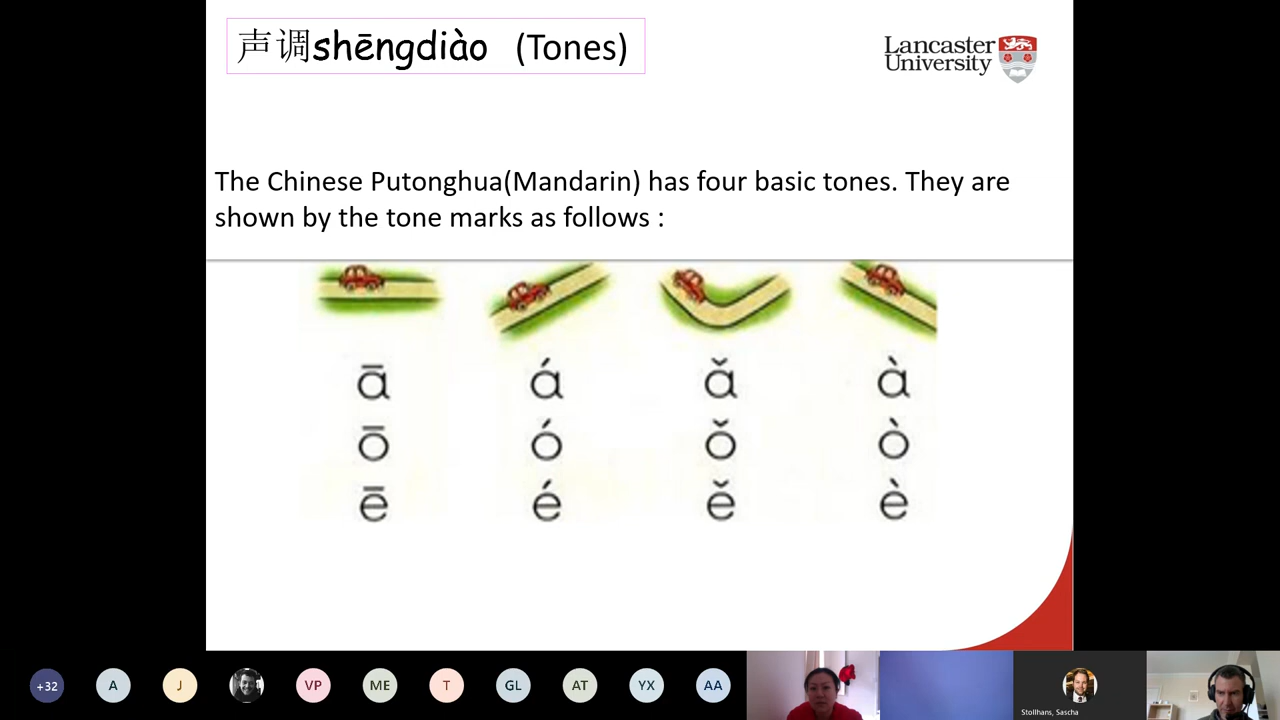 声调shēngdiào (Tones)
Lancaster
University
The Chinese Putonghua(Mandarin) has four basic tones. They are
shown by the tone marks as follows :
ā á ǎ à
ō ó ǒ ò
ē é ě è
+32 A J VP ME T GL AT YX AA
Stollhans, Sascha